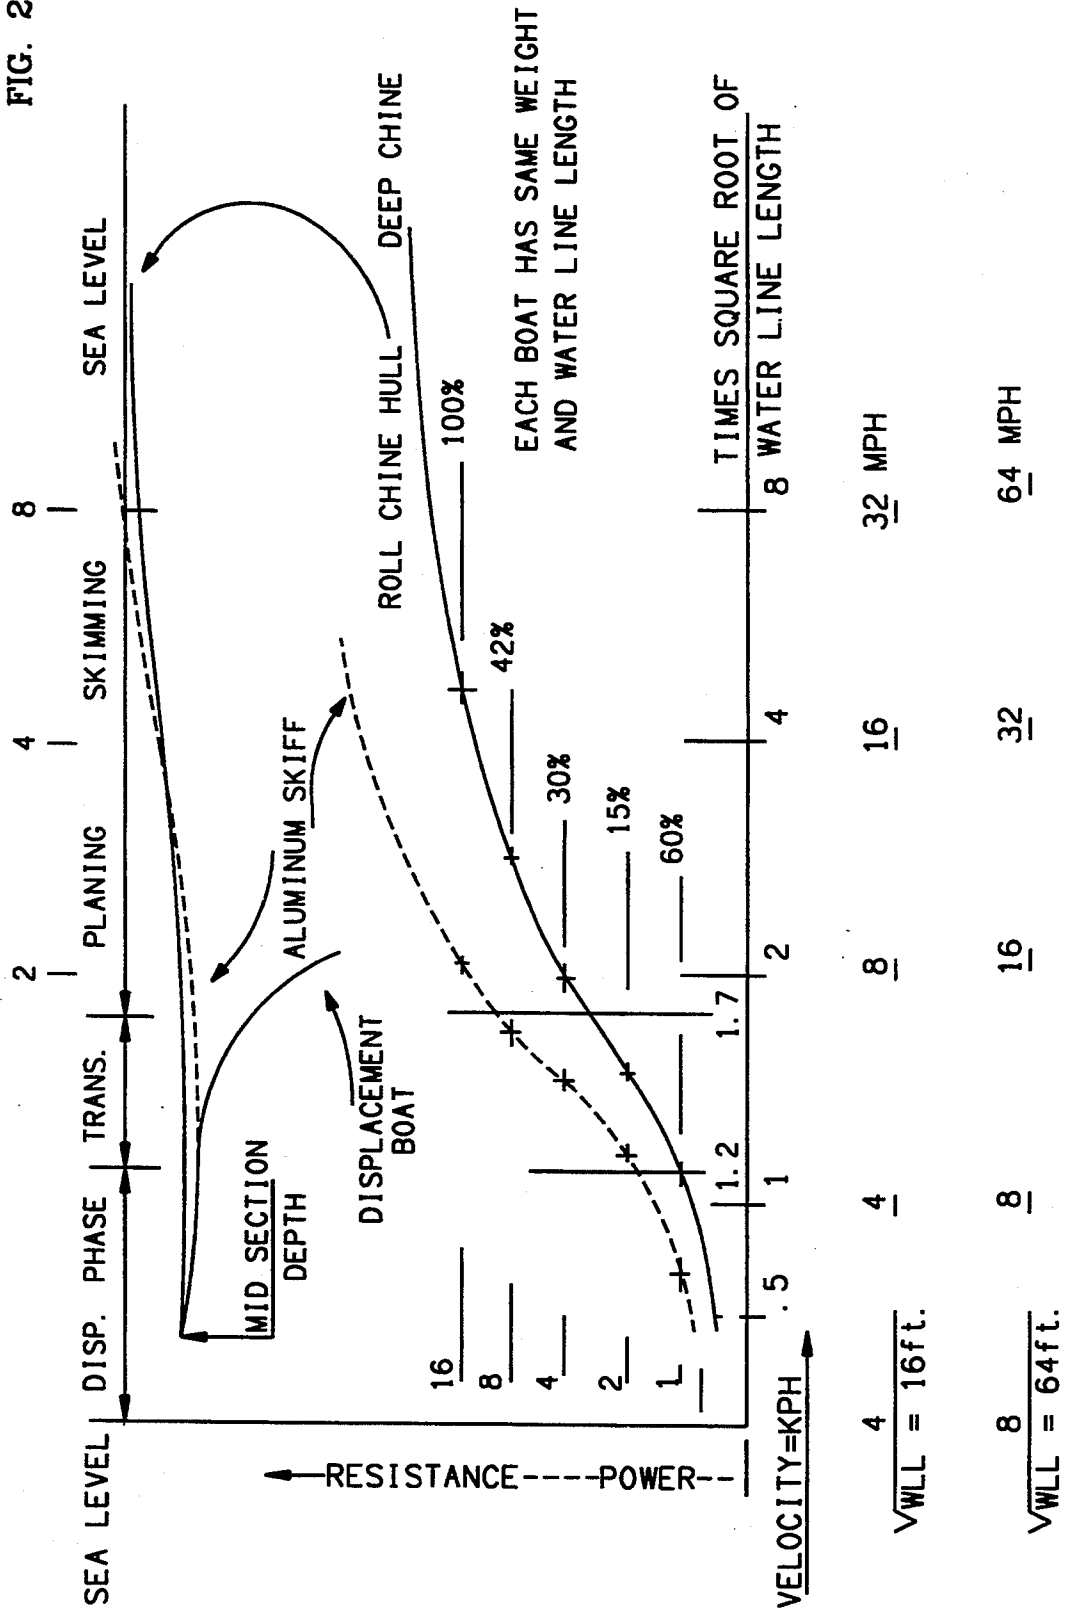 FIG. 2
2
4
8
SEA LEVEL
DISP. PHASE
TRANS.
PLANING
SKIMMING
SEA LEVEL
MID SECTION
DEPTH
ALUMINUM SKIFF
DISPLACEMENT
BOAT
ROLL CHINE HULL
DEEP CHINE
RESISTANCE----POWER--
16
8
4
2
1
100%
42%
30%
15%
60%
EACH BOAT HAS SAME WEIGHT
AND WATER LINE LENGTH
1.2
1.7
TIMES SQUARE ROOT OF
WATER LINE LENGTH
VELOCITY=KPH
.5
1
2
4
8
4
4
8
16
32 MPH
√WLL = 16ft.
8
8
16
32
64 MPH
√WLL = 64ft.